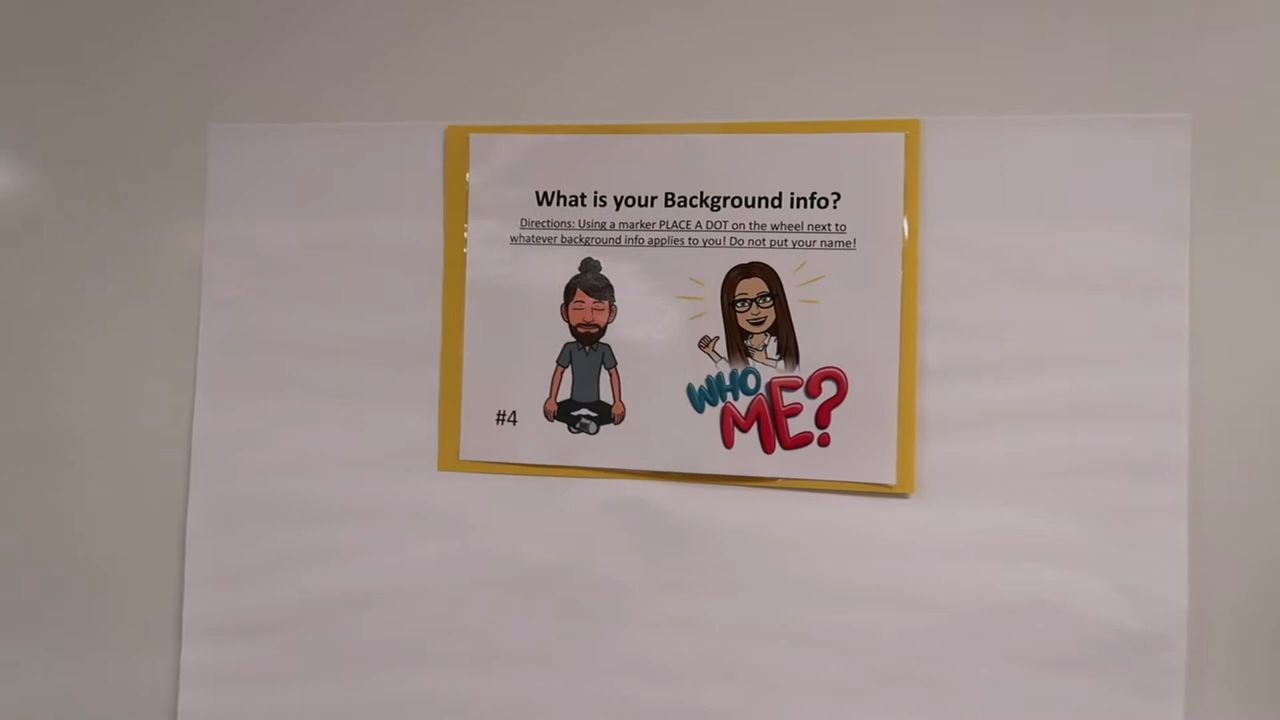 What is your Background info?
Directions: Using a marker PLACE A DOT on the wheel next to
whatever background info applies to you! Do not put your name!
WHO
ME?
#4